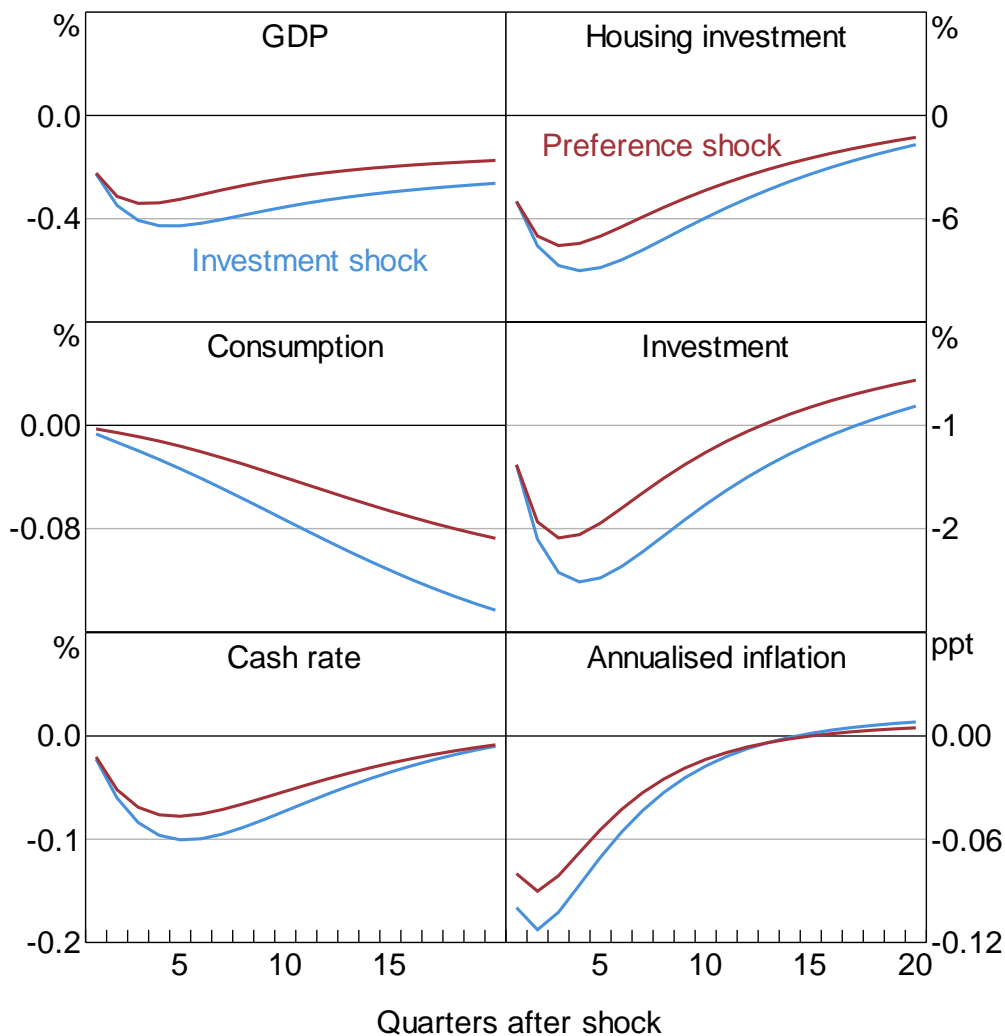 %
GDP
Housing investment
%
0.0
0
Preference shock
-0.4
-6
Investment shock
%
Consumption
Investment
%
0.00
-1
-0.08
-2
%
Cash rate
Annualised inflation
ppt
0.0
0.00
-0.1
-0.06
-0.2
-0.12
5
10
15
5
10
15
20
Quarters after shock